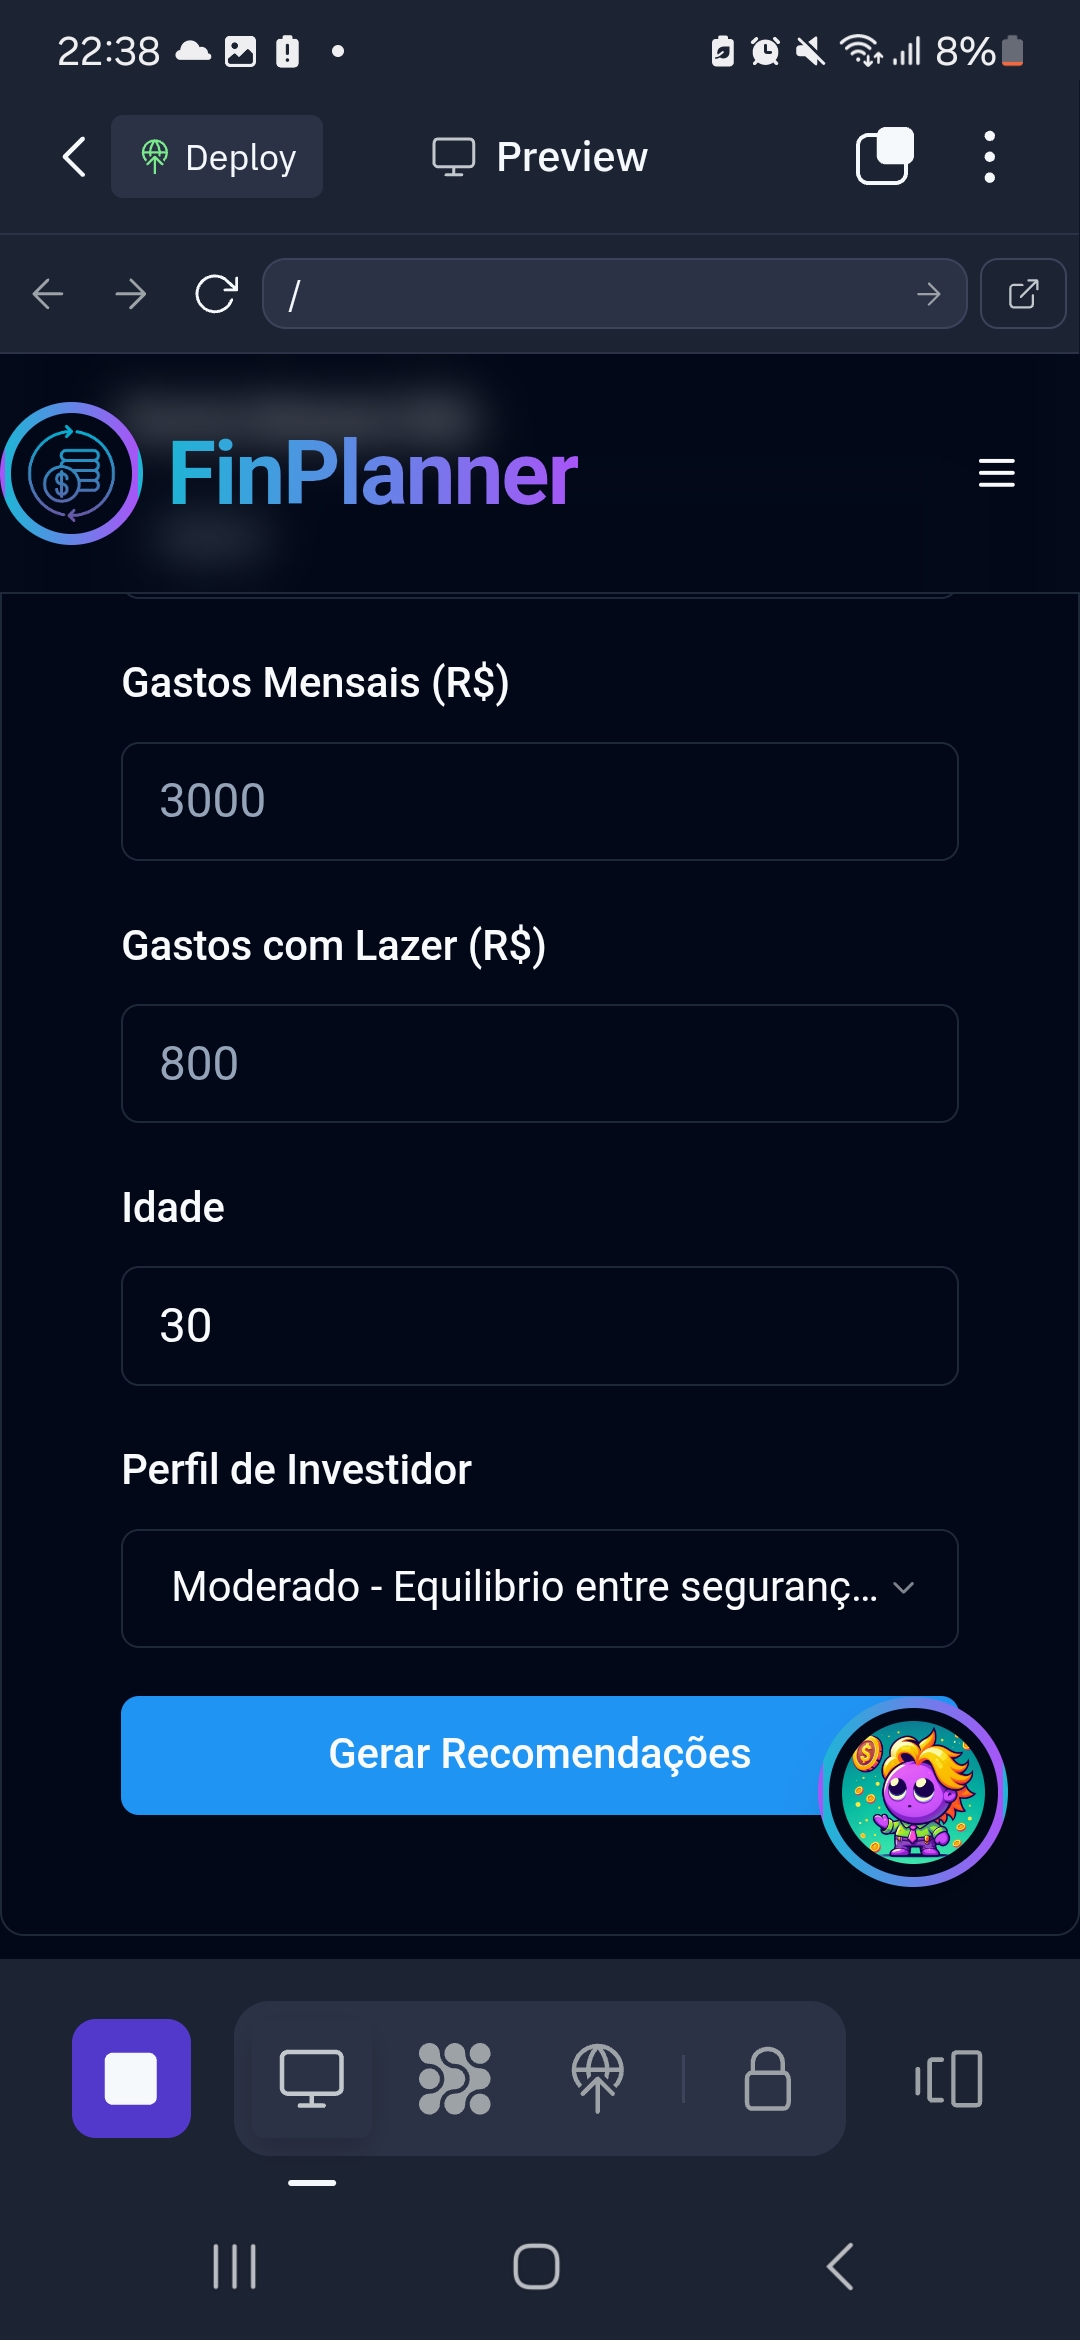 22:38
8%
Deploy
Preview
/
FinPlanner
Gastos Mensais (R$)
3000
Gastos com Lazer (R$)
800
Idade
30
Perfil de Investidor
Moderado - Equilibrio entre seguranç...
Gerar Recomendações